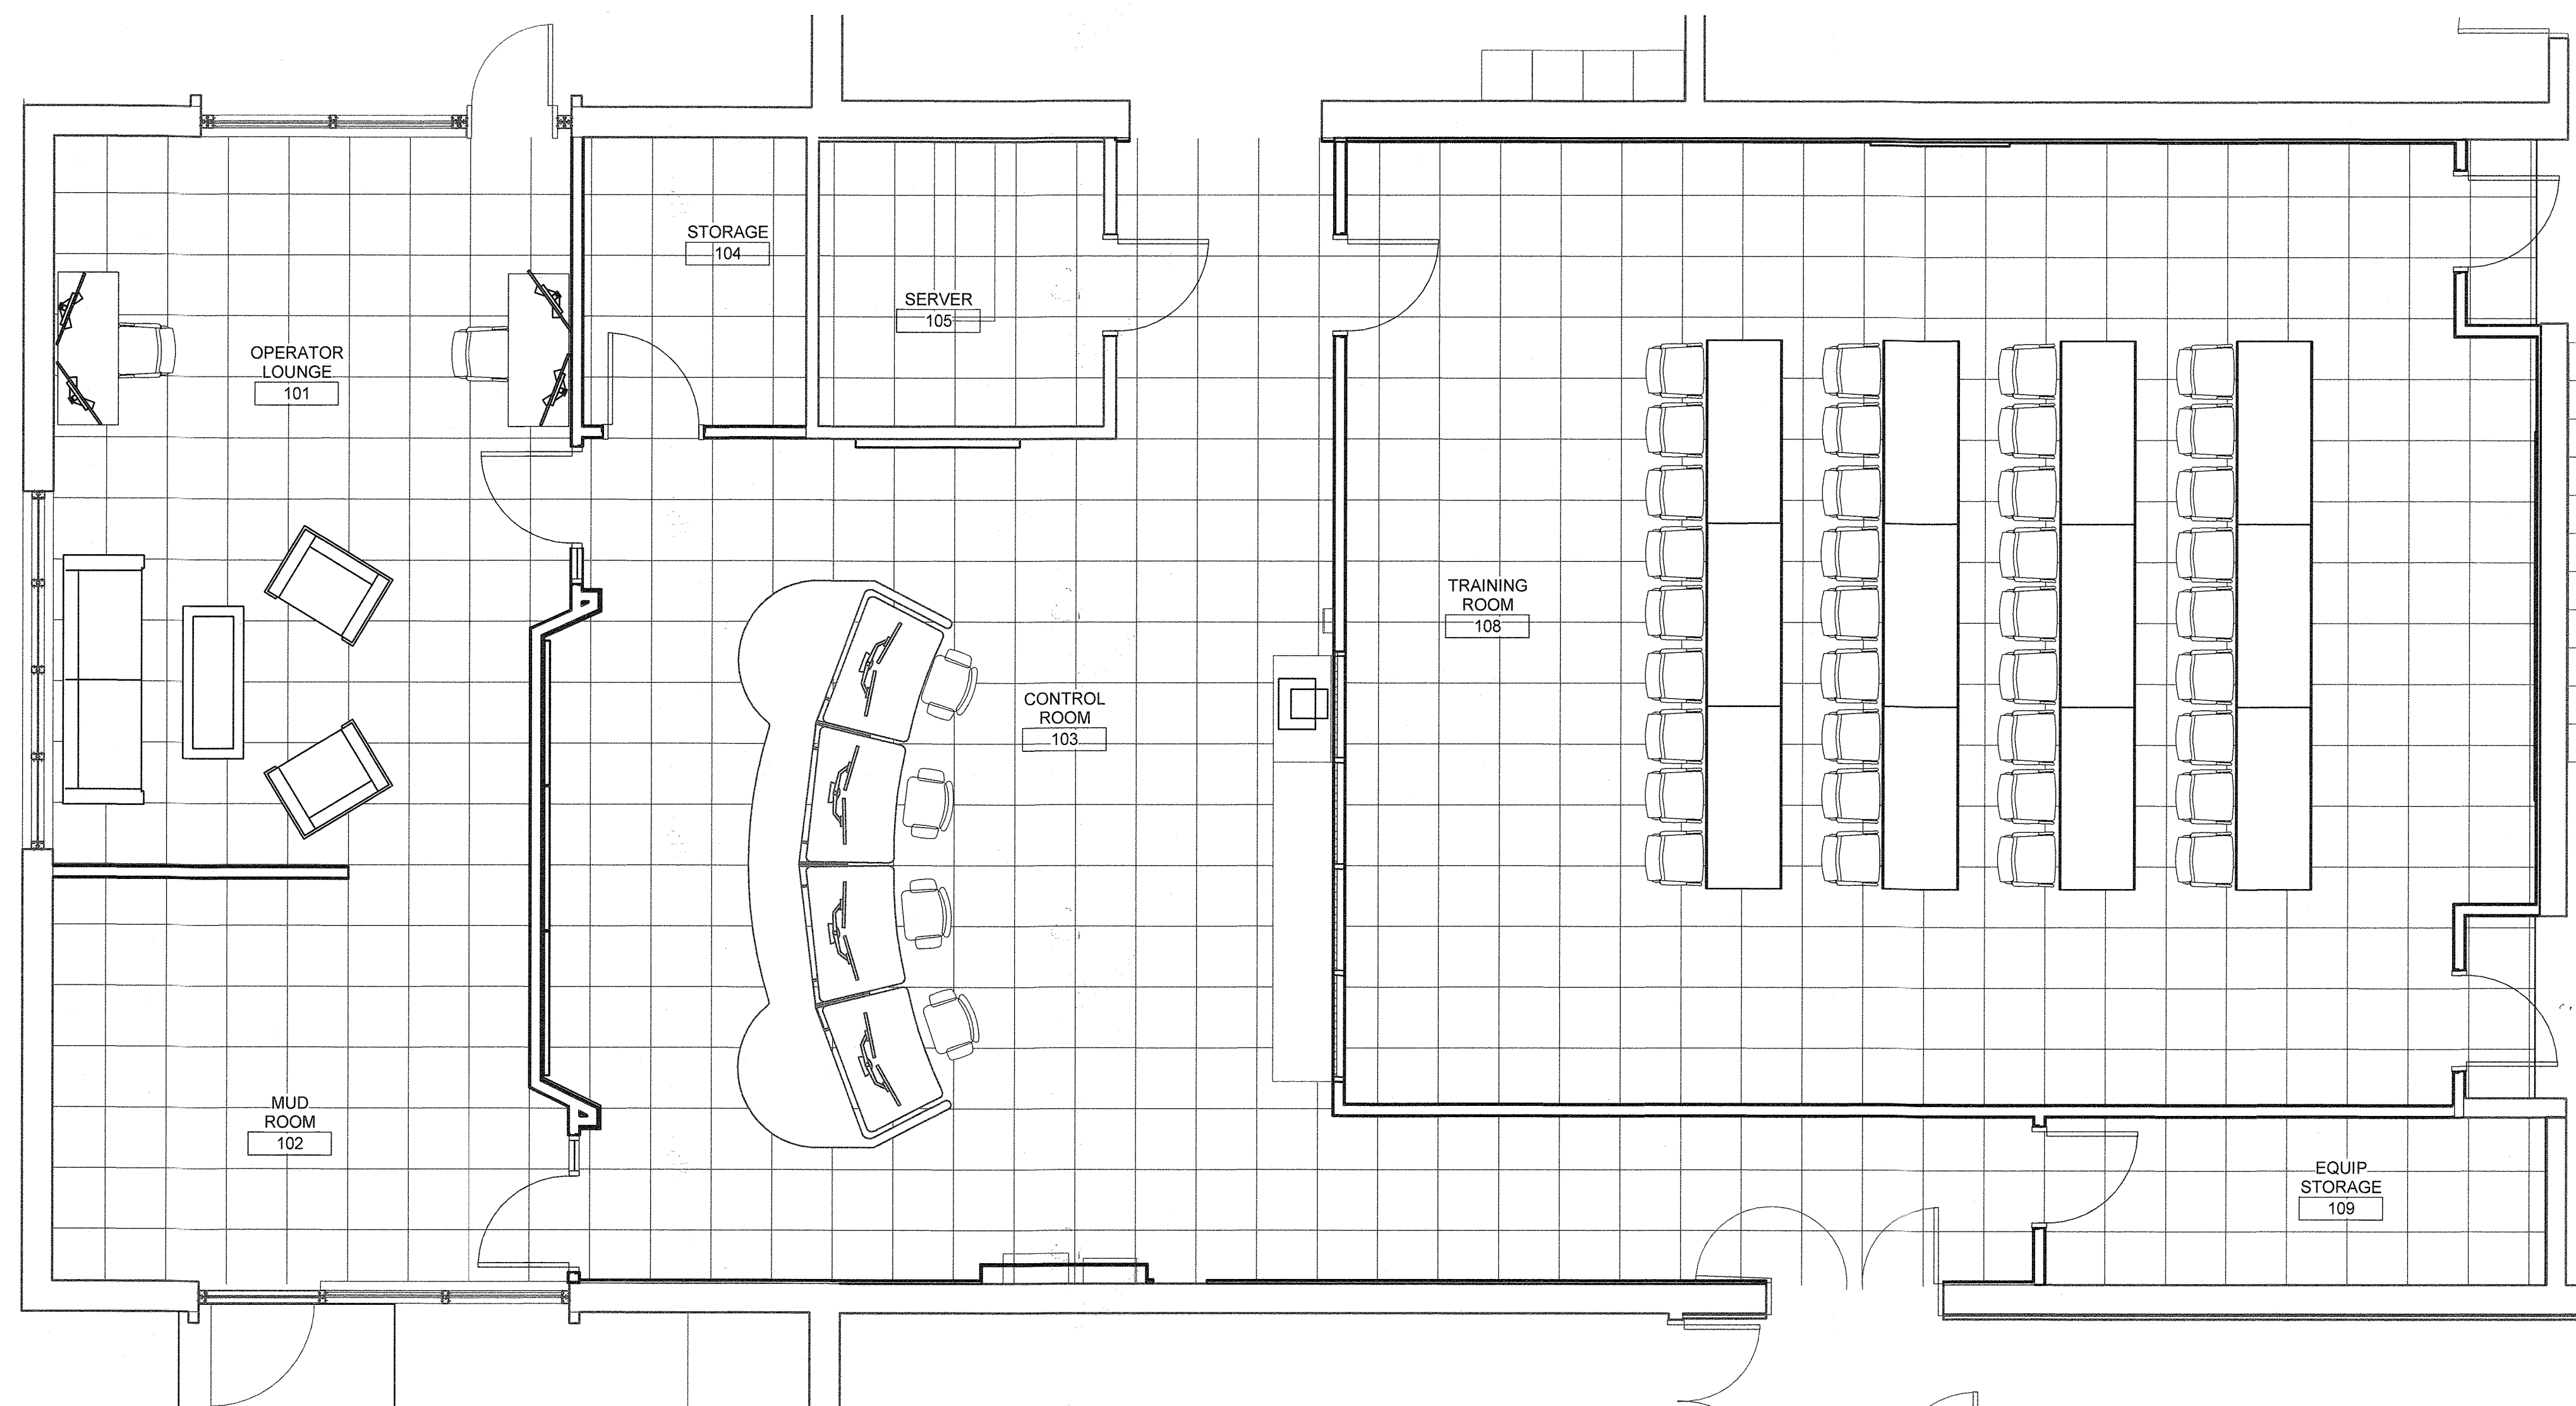 STORAGE
104
SERVER
105
OPERATOR
LOUNGE
101
TRAINING
ROOM
108
CONTROL
ROOM
103
MUD
ROOM
102
EQUIP
STORAGE
109